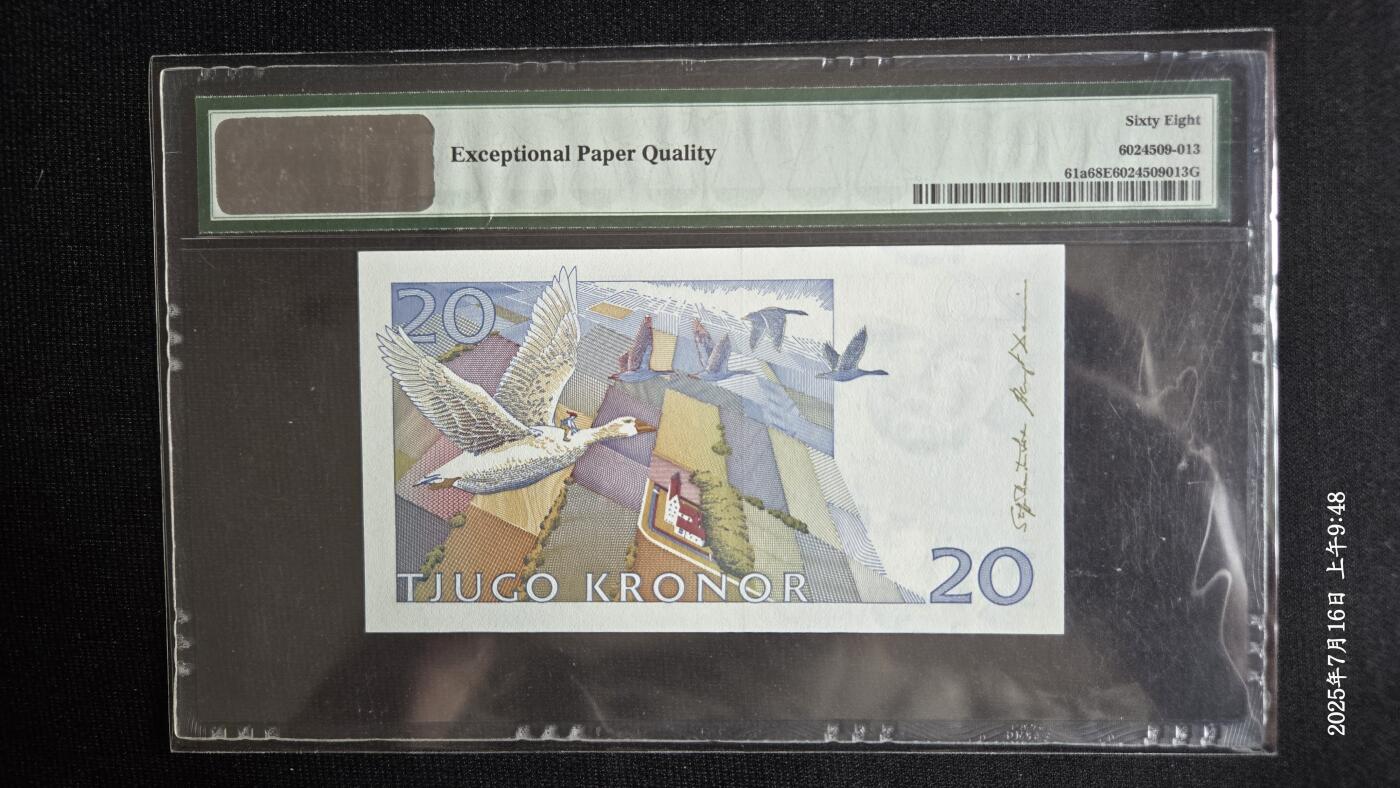 Exceptional Paper Quality
Sixty Eight
6024509-013
61a68E6024509013G
20
TJUGO KRONOR
20
2025年7月16日 上午9:48